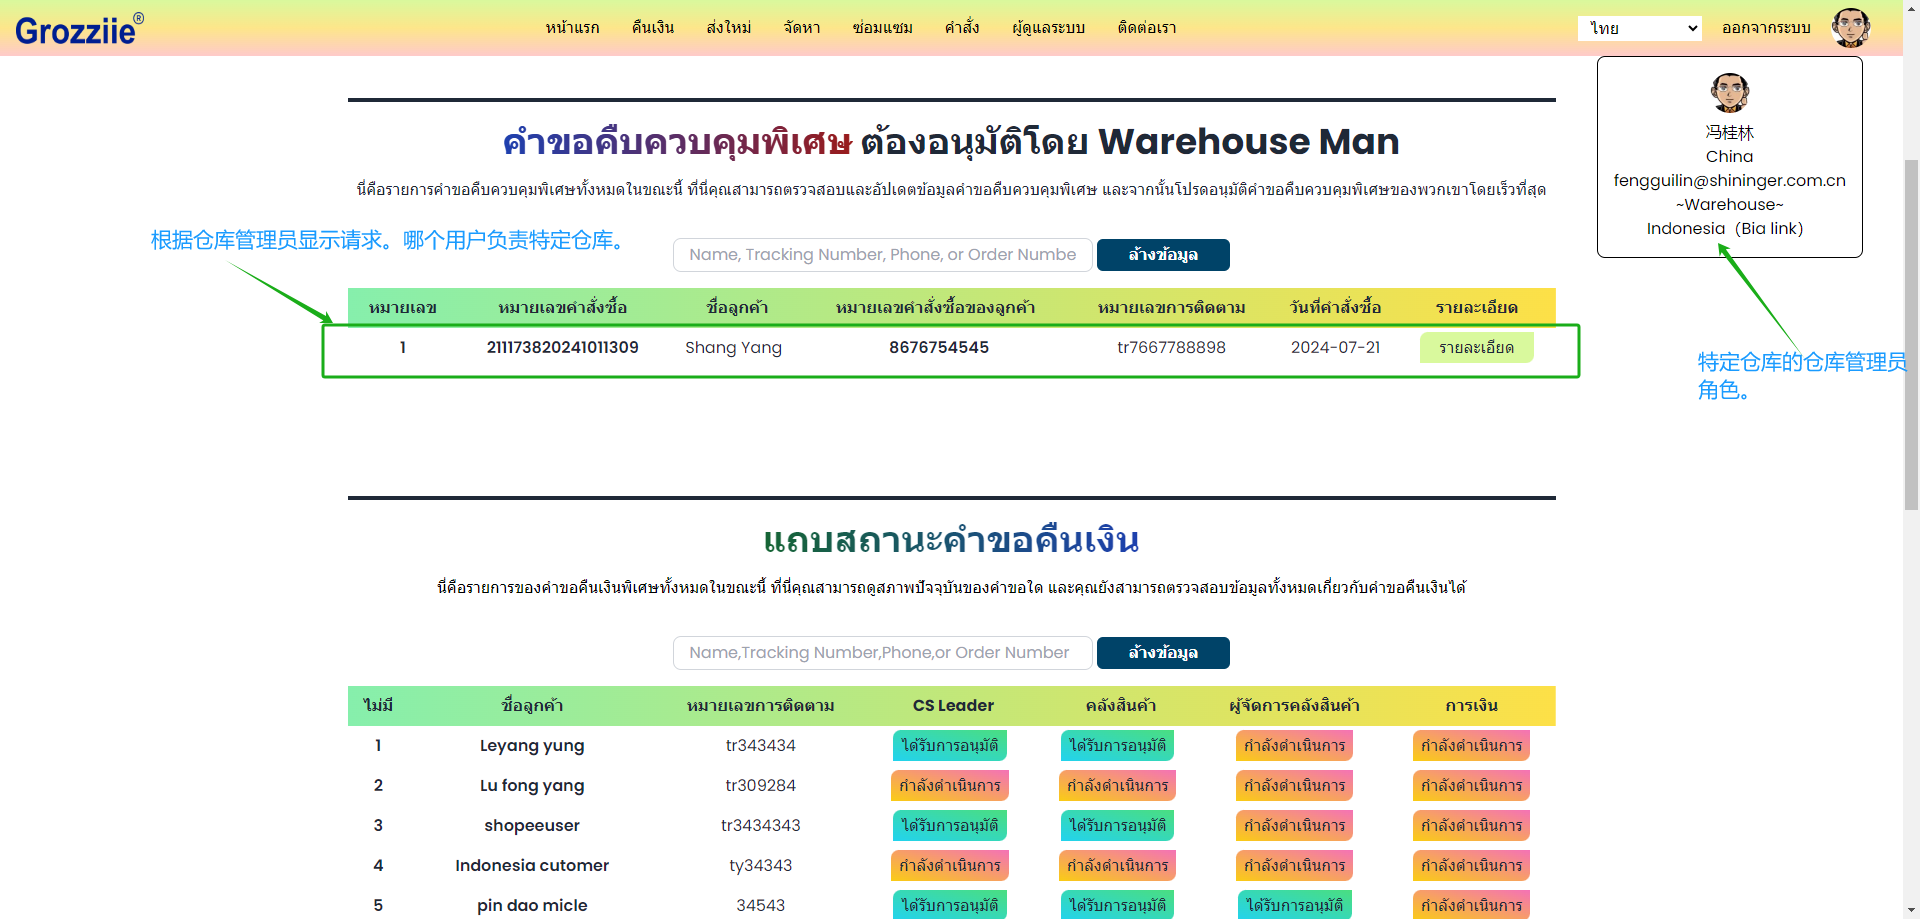 Grozziie®
หน้าแรก คืนเงิน ส่งใหม่ จัดหา ซ่อมแซม คำสั่ง ผู้ดูแลระบบ ติดต่อเรา ไทย ออกจากระบบ
冯桂林
China
fengguilin@shininger.com.cn
~Warehouse~
Indonesia（Bia link）
คำขอคืบควบคุมพิเศษ ต้องอนุมัติโดย Warehouse Man
นี่คือรายการคำขอคืบควบคุมพิเศษทั้งหมดในขณะนี้ ที่นี่คุณสามารถตรวจสอบและอัปเดตข้อมูลคำขอคืบควบคุมพิเศษ และจากนั้นโปรดอนุมัติคำขอคืบควบคุมพิเศษของพวกเขาโดยเร็วที่สุด
根据仓库管理员显示请求。哪个用户负责特定仓库。
Name, Tracking Number, Phone, or Order Numbe ล้างข้อมูล
หมายเลข หมายเลขคำสั่งซื้อ ชื่อลูกค้า หมายเลขคำสั่งซื้อของลูกค้า หมายเลขการติดตาม วันที่คำสั่งซื้อ รายละเอียด
1 211173820241011309 Shang Yang 8676754545 tr7667788898 2024-07-21 รายละเอียด
特定仓库的仓库管理员
角色。
แถบสถานะคำขอคืนเงิน
นี่คือรายการของคำขอคืนเงินพิเศษทั้งหมดในขณะนี้ ที่นี่คุณสามารถดูสภาพปัจจุบันของคำขอใด และคุณยังสามารถตรวจสอบข้อมูลทั้งหมดเกี่ยวกับคำขอคืนเงินได้
Name,Tracking Number,Phone,or Order Number ล้างข้อมูล
ไม่มี ชื่อลูกค้า หมายเลขการติดตาม CS Leader คลังสินค้า ผู้จัดการคลังสินค้า การเงิน
1 Leyang yung tr343434 ได้รับการอนุมัติ ได้รับการอนุมัติ กำลังดำเนินการ กำลังดำเนินการ
2 Lu fong yang tr309284 กำลังดำเนินการ กำลังดำเนินการ กำลังดำเนินการ กำลังดำเนินการ
3 shopeeuser tr3434343 ได้รับการอนุมัติ ได้รับการอนุมัติ กำลังดำเนินการ กำลังดำเนินการ
4 Indonesia cutomer ty34343 กำลังดำเนินการ กำลังดำเนินการ กำลังดำเนินการ กำลังดำเนินการ
5 pin dao micle 34543 ได้รับการอนุมัติ ได้รับการอนุมัติ ได้รับการอนุมัติ กำลังดำเนินการ